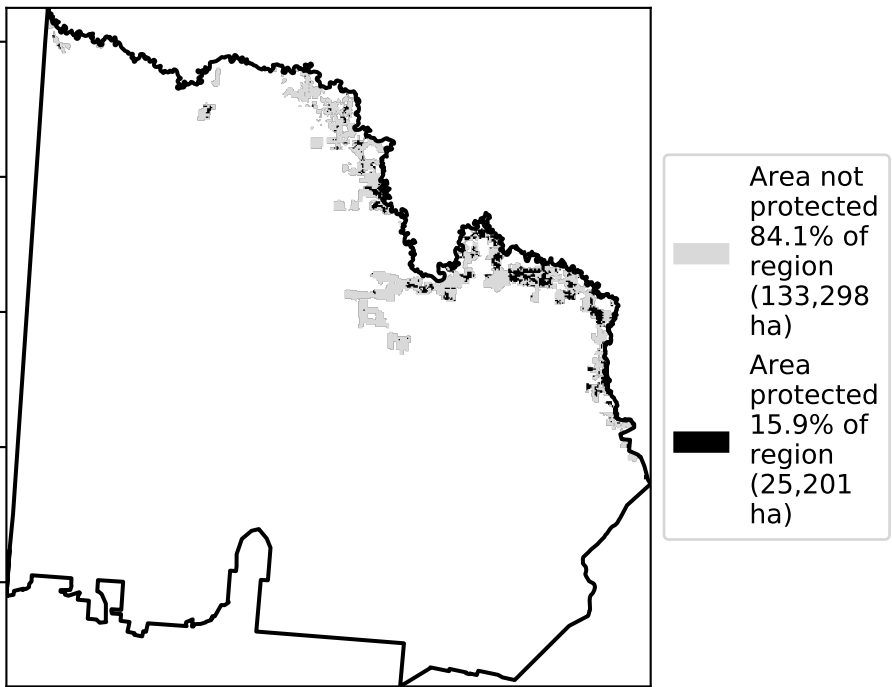 Area not
protected
84.1% of
region
(133,298
ha)
Area
protected
15.9% of
region
(25,201
ha)